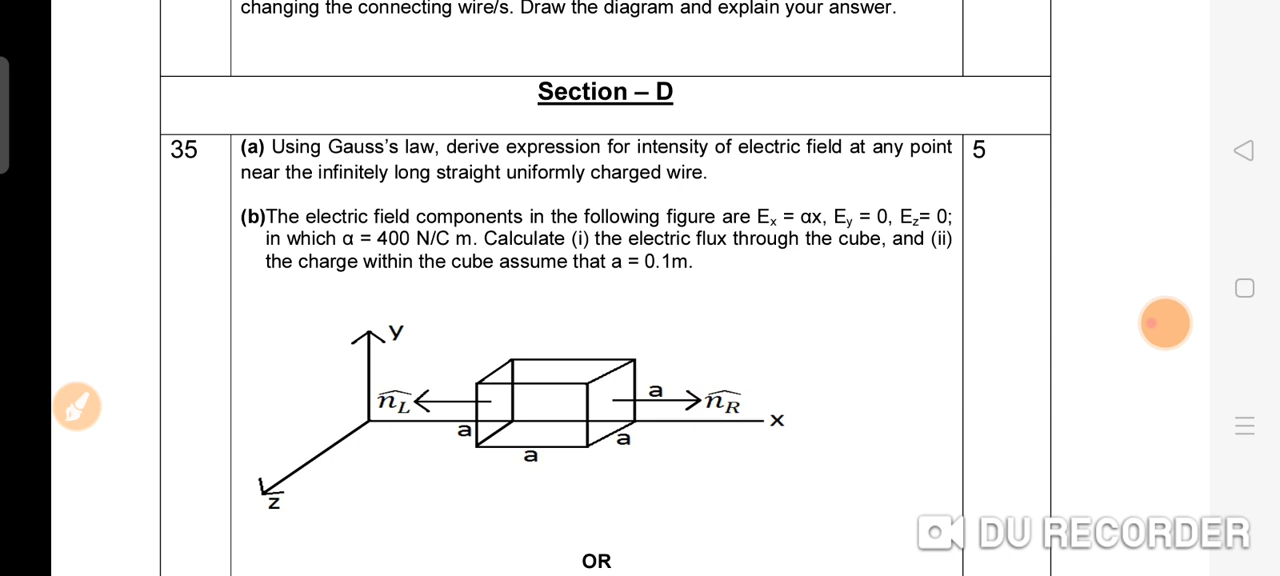 changing the connecting wire/s. Draw the diagram and explain your answer.
Section – D
35
(a) Using Gauss's law, derive expression for intensity of electric field at any point
5
near the infinitely long straight uniformly charged wire.
(b)The electric field components in the following figure are Eₓ = αx, Eᵧ = 0, E_z= 0;
in which α = 400 N/C m. Calculate (i) the electric flux through the cube, and (ii)
the charge within the cube assume that a = 0.1m.
y
n̂_L
a
n̂_R
x
a
a
a
z
OR
DU RECORDER